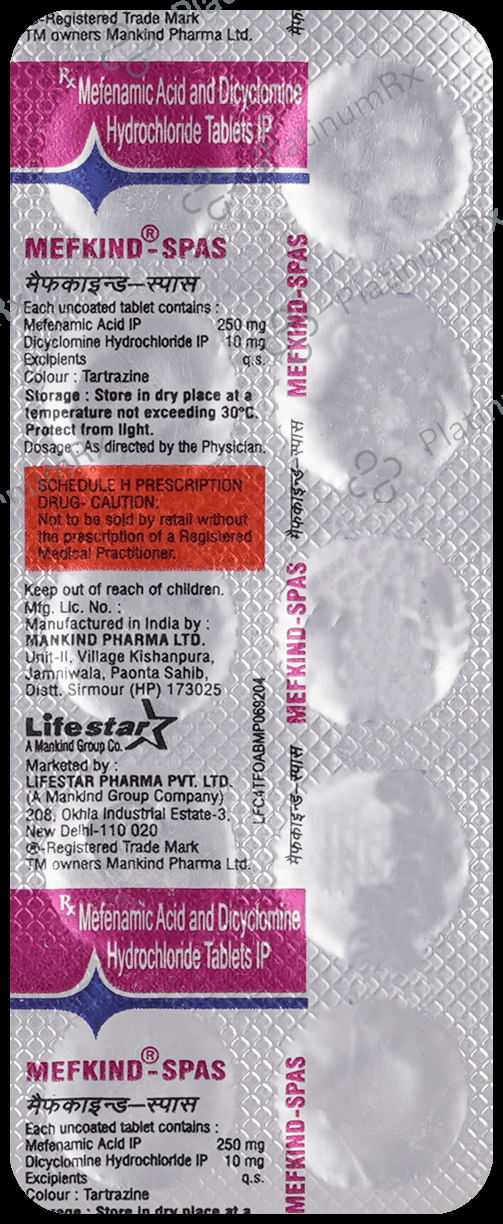 ®-Registered Trade Mark
TM owners Mankind Pharma Ltd.
Rx
Mefenamic Acid and Dicyclomine
Hydrochloride Tablets IP
MEFKIND®-SPAS
मैफकाइन्ड-स्पास
Each uncoated tablet contains :
Mefenamic Acid IP 250 mg
Dicyclomine Hydrochloride IP 10 mg
Excipients q.s.
Colour : Tartrazine
Storage : Store in dry place at a
temperature not exceeding 30°C.
Protect from light.
Dosage : As directed by the Physician.
SCHEDULE H PRESCRIPTION
DRUG- CAUTION:
Not to be sold by retail without
the prescription of a Registered
Medical Practitioner.
Keep out of reach of children.
Mfg. Lic. No. :
Manufactured in India by :
MANKIND PHARMA LTD.
Unit-II, Village Kishanpura,
Jamniwala, Paonta Sahib,
Distt. Sirmour (HP) 173025
Lifestar
A Mankind Group Co.
Marketed by :
LIFESTAR PHARMA PVT. LTD.
(A Mankind Group Company)
208, Okhla Industrial Estate-3,
New Delhi-110 020
®-Registered Trade Mark
TM owners Mankind Pharma Ltd.
LFC4TFOABMP069204
Rx
Mefenamic Acid and Dicyclomine
Hydrochloride Tablets IP
MEFKIND®-SPAS
मैफकाइन्ड-स्पास
Each uncoated tablet contains :
Mefenamic Acid IP 250 mg
Dicyclomine Hydrochloride IP 10 mg
Excipients q.s.
Colour : Tartrazine
Store in dry place at a
MEFKIND-SPAS
मैफकाइन्ड-स्पास
MEFKIND-SPAS
मैफकाइन्ड-स्पास
MEFKIND-SPAS
PlatinumRx
PlatinumRx